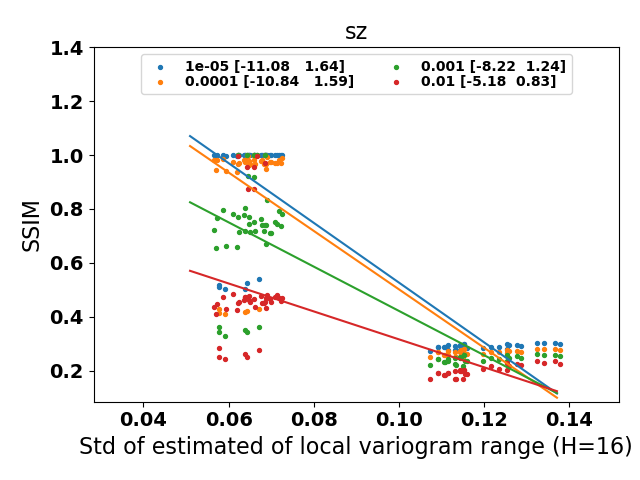 sz
1e-05 [-11.08 1.64]
0.0001 [-10.84 1.59]
0.001 [-8.22 1.24]
0.01 [-5.18 0.83]
SSIM
1.4
1.2
1.0
0.8
0.6
0.4
0.2
0.04 0.06 0.08 0.10 0.12 0.14
Std of estimated of local variogram range (H=16)